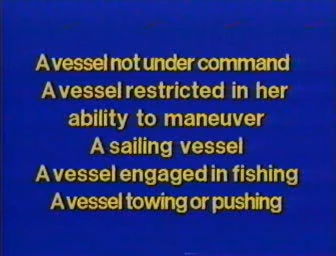 A vessel not under command
A vessel restricted in her
ability to maneuver
A sailing vessel
A vessel engaged in fishing
A vessel towing or pushing